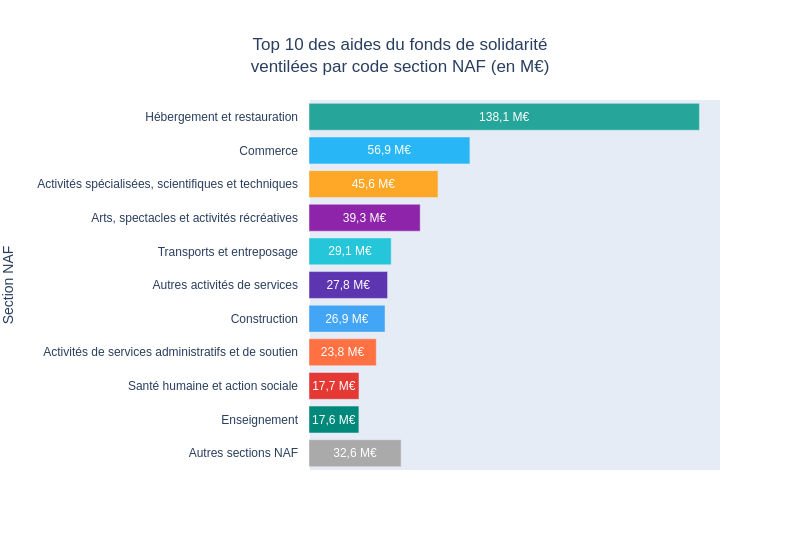 Top 10 des aides du fonds de solidarité
ventilées par code section NAF (en M€)
Section NAF
Hébergement et restauration 138,1 M€
Commerce 56,9 M€
Activités spécialisées, scientifiques et techniques 45,6 M€
Arts, spectacles et activités récréatives 39,3 M€
Transports et entreposage 29,1 M€
Autres activités de services 27,8 M€
Construction 26,9 M€
Activités de services administratifs et de soutien 23,8 M€
Santé humaine et action sociale 17,7 M€
Enseignement 17,6 M€
Autres sections NAF 32,6 M€